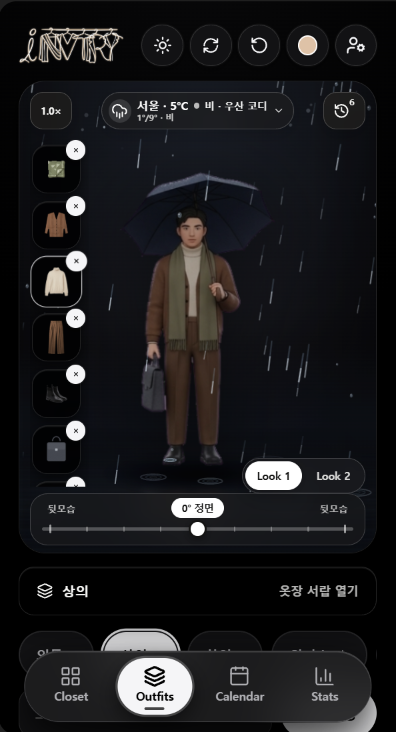 INVTRY
1.0×
서울 · 5°C ● 비 · 우산 코디
1°/9° · 비
6
Look 1
Look 2
뒷모습
0° 정면
뒷모습
상의
옷장 서랍 열기
Closet
Outfits
Calendar
Stats